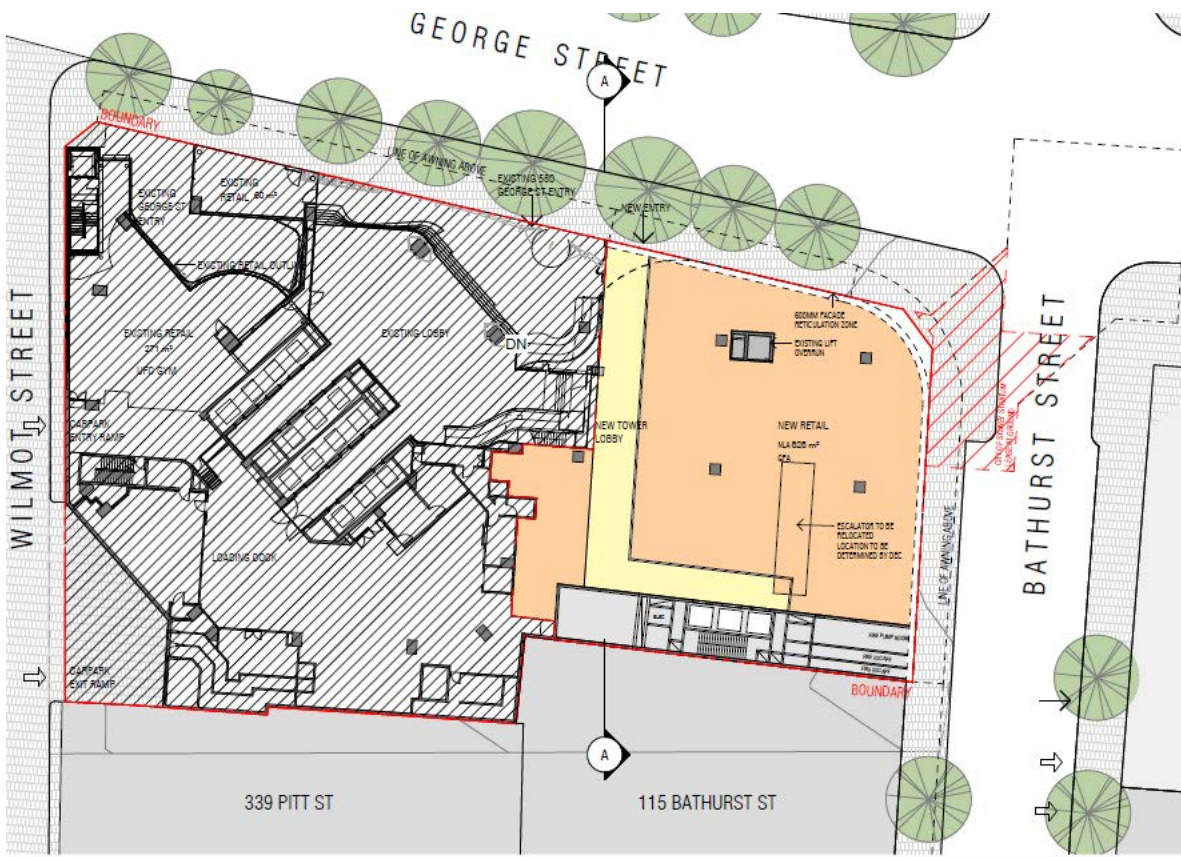 GEORGE STREET
A
BOUNDARY
LINE OF AWNING ABOVE
EXISTING
RETAIL 60 m²
EXISTING
GEORGE ST
ENTRY
EXISTING 580
GEORGE ST ENTRY
NEW ENTRY
EXISTING RETAIL OUTLINE
EXISTING RETAIL
271 m²
UFC GYM
EXISTING LOBBY
DN
600MM FACADE
RETICULATION ZONE
EXISTING LIFT
OVERRUN
WILMOT STREET
BATHURST STREET
CARPARK
ENTRY RAMP
NEW TOWER
LOBBY
NEW RETAIL
NLA 626 m²
ESCALATOR TO BE
RELOCATED
LOCATION TO BE
DETERMINED BY DEC
LINE OF AWNING ABOVE
LOADING DOCK
CARPARK
EXIT RAMP
BOUNDARY
A
339 PITT ST
115 BATHURST ST